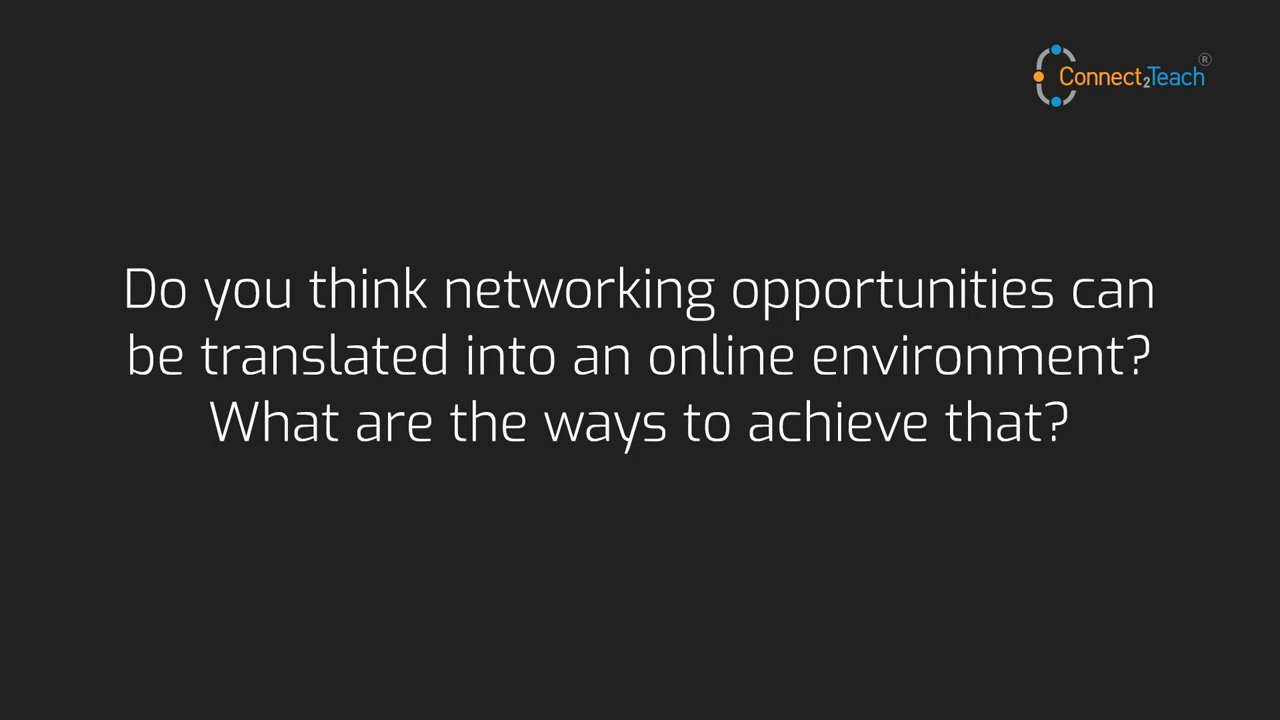 Connect2Teach®
Do you think networking opportunities can
be translated into an online environment?
What are the ways to achieve that?